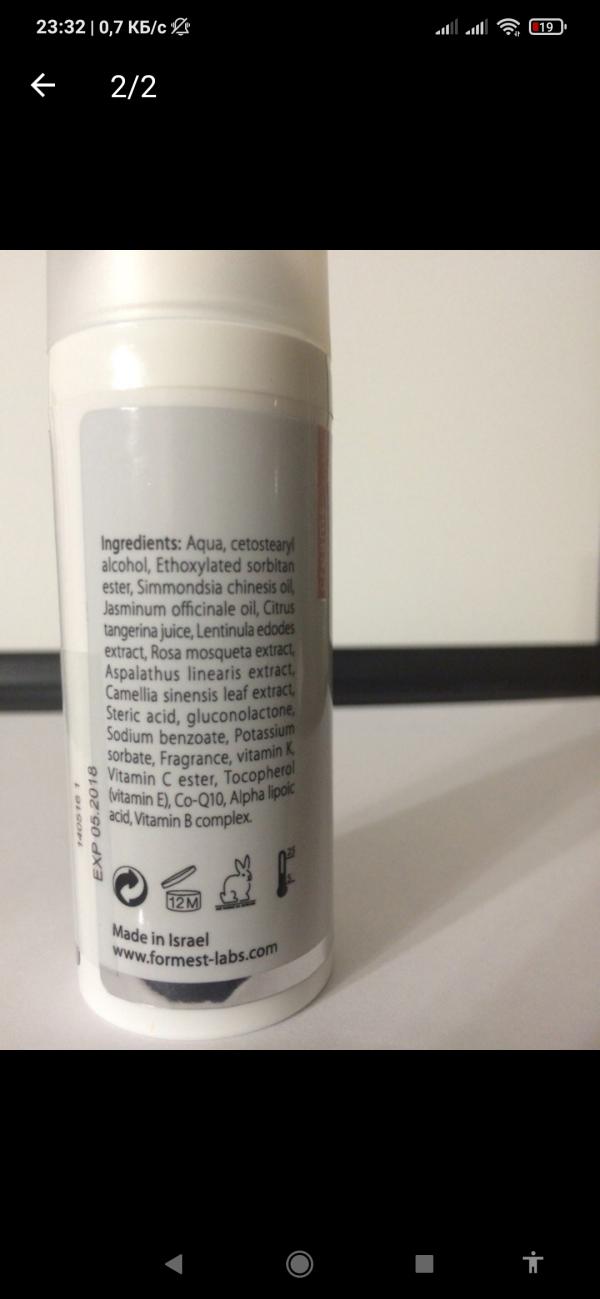 23:32 | 0,7 КБ/с
19
2/2
Ingredients: Aqua, cetostearyl
alcohol, Ethoxylated sorbitan
ester, Simmondsia chinesis oil,
Jasminum officinale oil, Citrus
tangerina juice, Lentinula edodes
extract, Rosa mosqueta extract,
Aspalathus linearis extract,
Camellia sinensis leaf extract,
Steric acid, gluconolactone,
Sodium benzoate, Potassium
sorbate, Fragrance, vitamin K,
Vitamin C ester, Tocopherol
(vitamin E), Co-Q10, Alpha lipoic
acid, Vitamin B complex.
140516 1
EXP 05.2018
12M
25
Made in Israel
www.formest-labs.com